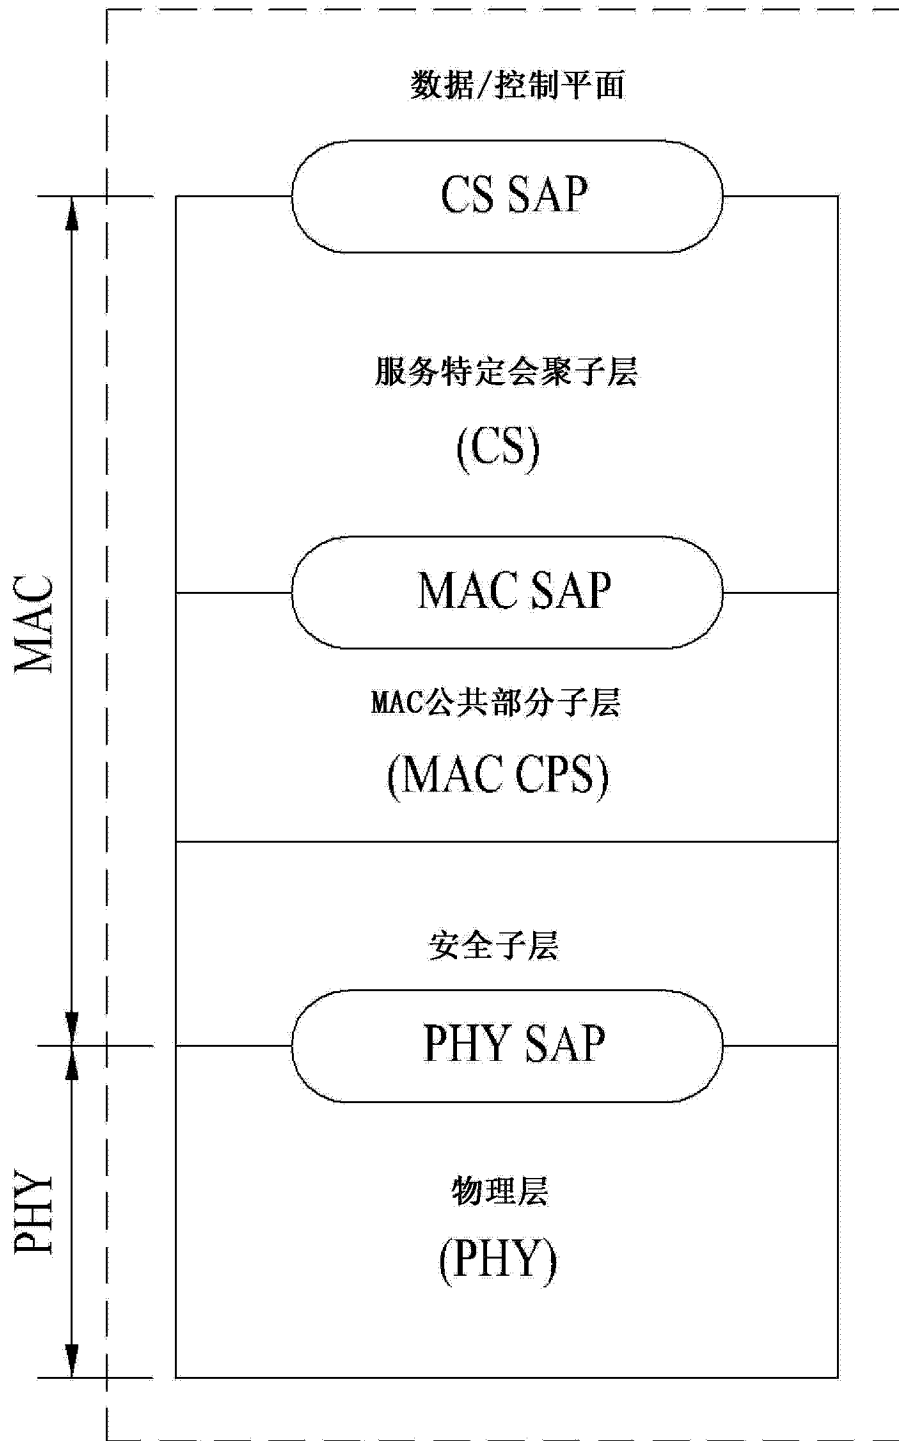 数据/控制平面
CS SAP
服务特定会聚子层
(CS)
MAC SAP
MAC
MAC公共部分子层
(MAC CPS)
安全子层
PHY SAP
物理层
PHY
(PHY)